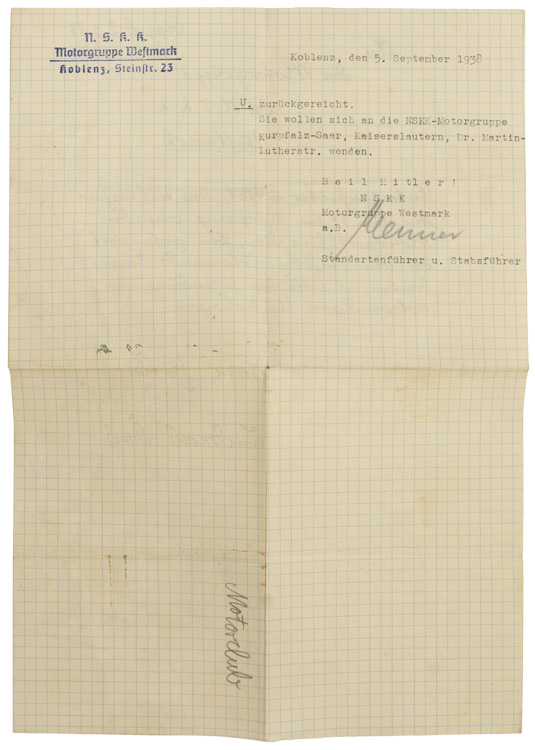 N. S. K. K.
Motorgruppe Westmark
Koblenz, Steinstr. 23
Koblenz, den 5. September 1938
U. zurückgereicht.
Sie wollen sich an die NSKK-Motorgruppe
Kurpfalz-Saar, Kaiserslautern, Dr. Martin-
Lutherstr. wenden.
Heil Hitler!
NSKK
Motorgruppe Westmark
a.B.
Standartenführer u. Stabsführer
Motorclub